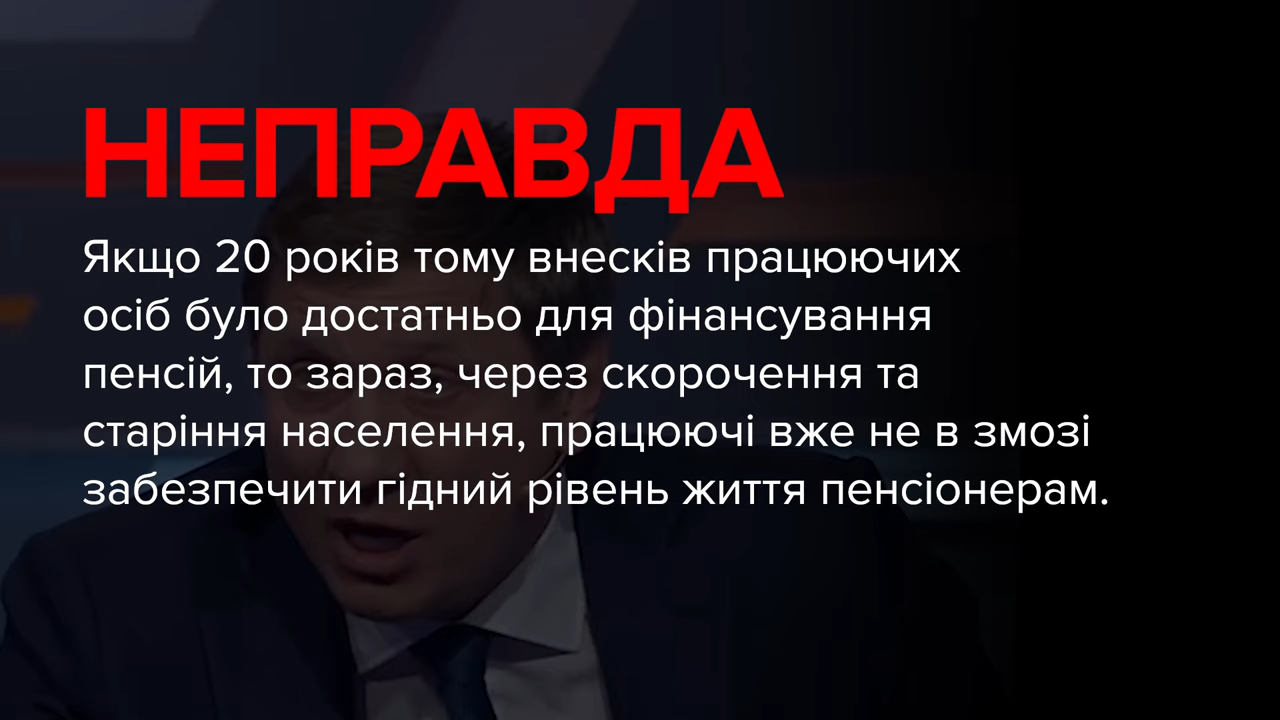 НЕПРАВДА
Якщо 20 років тому внесків працюючих
осіб було достатньо для фінансування
пенсій, то зараз, через скорочення та
старіння населення, працюючі вже не в змозі
забезпечити гідний рівень життя пенсіонерам.